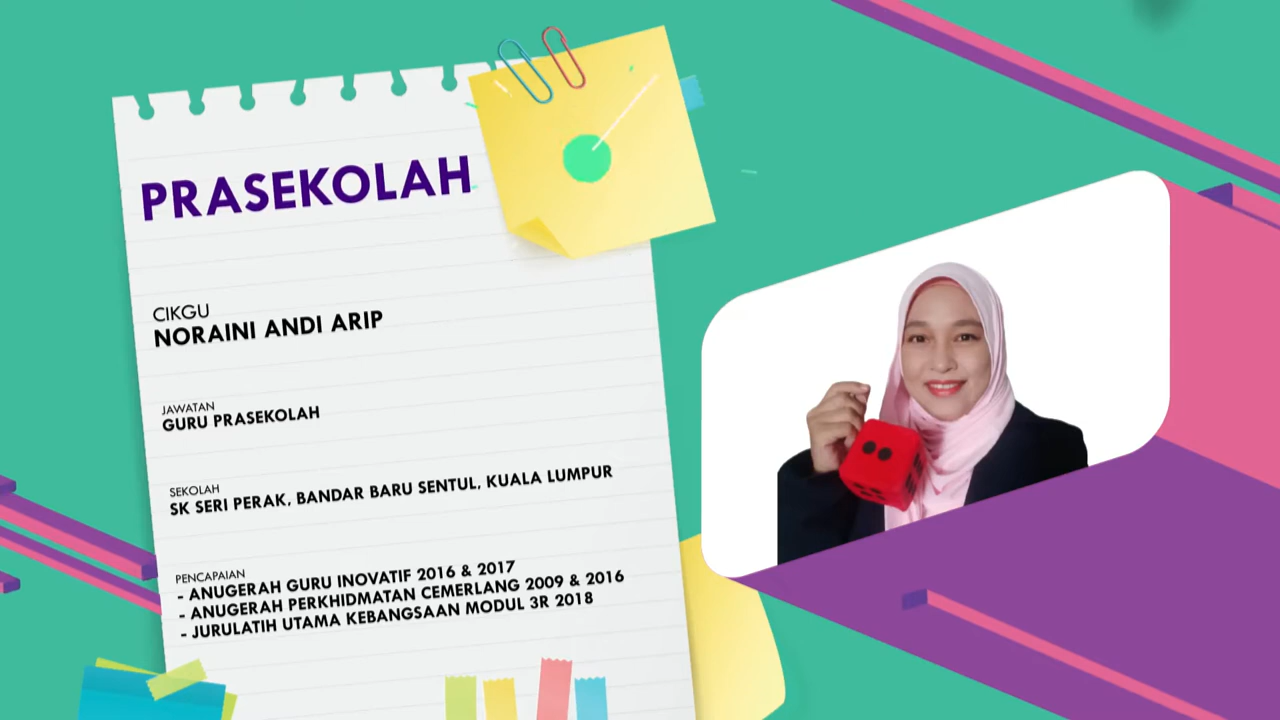 PRASEKOLAH
CIKGU
NORAINI ANDI ARIP
JAWATAN
GURU PRASEKOLAH
SEKOLAH
SK SERI PERAK, BANDAR BARU SENTUL, KUALA LUMPUR
PENCAPAIAN
- ANUGERAH GURU INOVATIF 2016 & 2017
- ANUGERAH PERKHIDMATAN CEMERLANG 2009 & 2016
- JURULATIH UTAMA KEBANGSAAN MODUL 3R 2018